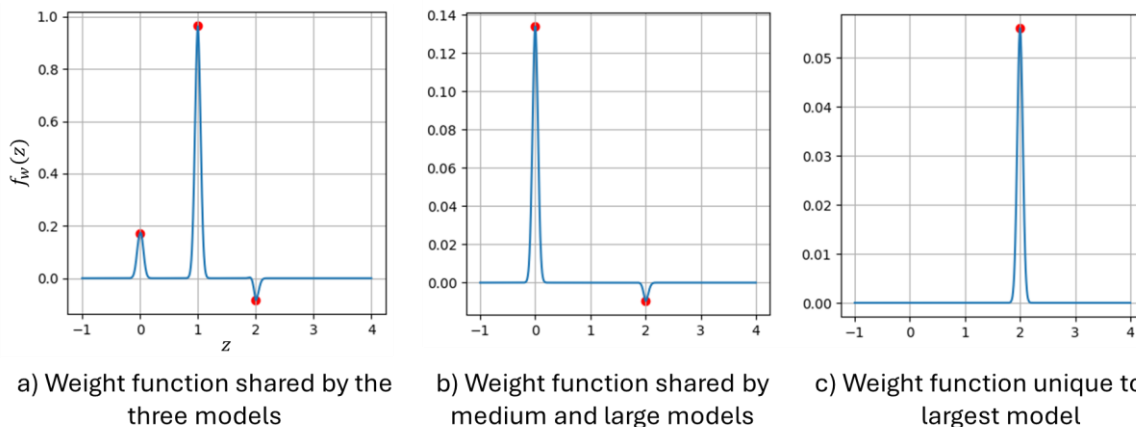 1.0
0.8
0.6
0.4
0.2
0.0
f_w(z)
−1 0 1 2 3 4
z
0.14
0.12
0.10
0.08
0.06
0.04
0.02
0.00
−1 0 1 2 3 4
0.05
0.04
0.03
0.02
0.01
0.00
−1 0 1 2 3 4
a) Weight function shared by the
three models
b) Weight function shared by
medium and large models
c) Weight function unique to
largest model